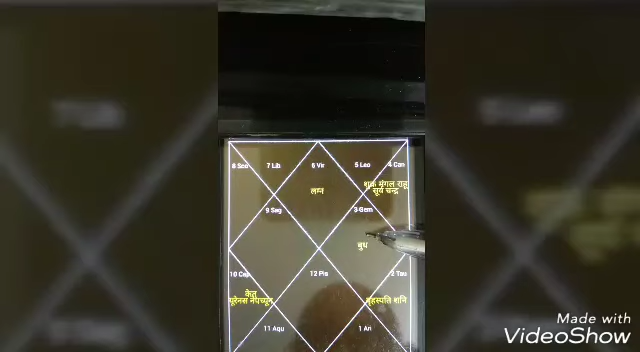 8 Sco 7 Lib 6 Vir 5 Leo 4 Can
शुक्र मंगल राहू
लग्न सूर्य चन्द्र
9 Sag 3 Gem
बुध
10 Cap 12 Pis 2 Tau
केतू
यूरेनस नेपच्यून बृहस्पति शनि
11 Aqu 1 Ari
Made with
VideoShow